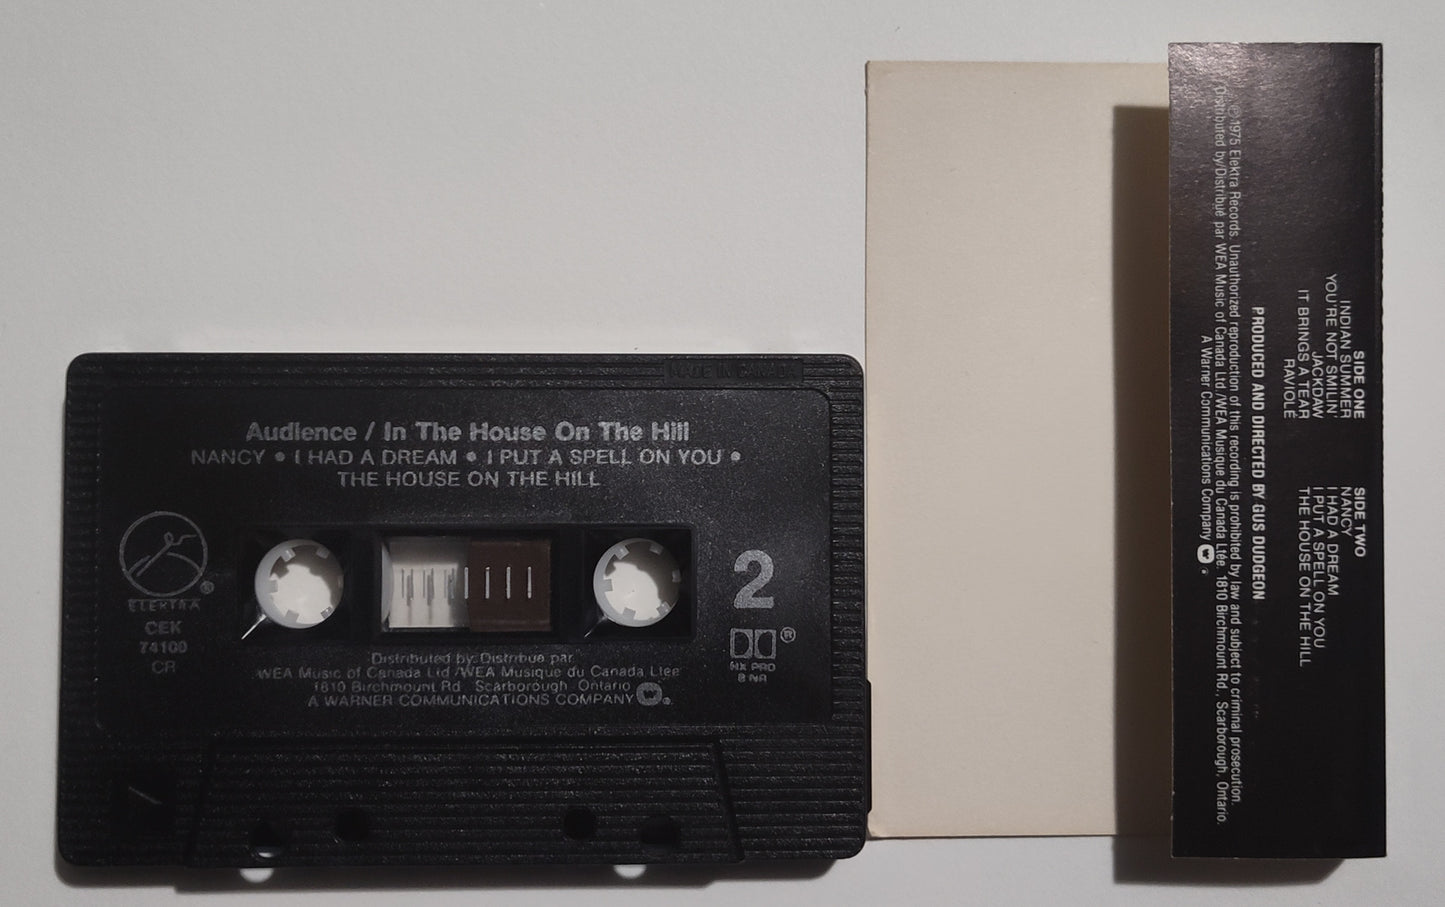 MADE IN CANADA
Audience / In The House On The Hill
NANCY • I HAD A DREAM • I PUT A SPELL ON YOU •
THE HOUSE ON THE HILL
ELEKTRA ®
CEK
74100
CR
2
®
NX PRO
B NR
Distributed by Distribue par
WEA Music of Canada Ltd /WEA Musique du Canada Ltee
1810 Birchmount Rd Scarborough Ontario
A WARNER COMMUNICATIONS COMPANY ®
SIDE ONE
INDIAN SUMMER
YOU'RE NOT SMILIN'
JACKDAW
IT BRINGS A TEAR
RAVIOLE
SIDE TWO
NANCY
I HAD A DREAM
I PUT A SPELL ON YOU
THE HOUSE ON THE HILL
PRODUCED AND DIRECTED BY GUS DUDGEON
℗ 1975 Elektra Records. Unauthorized reproduction of this recording is prohibited by law and subject to criminal prosecution.
Distributed by/Distribué par WEA Music of Canada Ltd./WEA Musique du Canada Ltée. 1810 Birchmount Rd., Scarborough, Ontario.
A Warner Communications Company ®